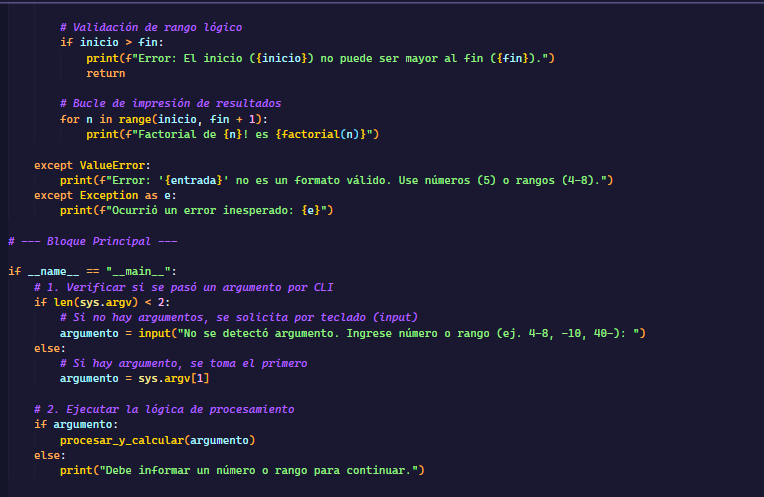 # Validación de rango lógico
if inicio > fin:
print(f"Error: El inicio ({inicio}) no puede ser mayor al fin ({fin}).")
return
# Bucle de impresión de resultados
for n in range(inicio, fin + 1):
print(f"Factorial de {n}! es {factorial(n)}")
except ValueError:
print(f"Error: '{entrada}' no es un formato válido. Use números (5) o rangos (4-8).")
except Exception as e:
print(f"Ocurrió un error inesperado: {e}")
# --- Bloque Principal ---
if __name__ == "__main__":
# 1. Verificar si se pasó un argumento por CLI
if len(sys.argv) < 2:
# Si no hay argumentos, se solicita por teclado (input)
argumento = input("No se detectó argumento. Ingrese número o rango (ej. 4-8, -10, 40-): ")
else:
# Si hay argumento, se toma el primero
argumento = sys.argv[1]
# 2. Ejecutar la lógica de procesamiento
if argumento:
procesar_y_calcular(argumento)
else:
print("Debe informar un número o rango para continuar.")